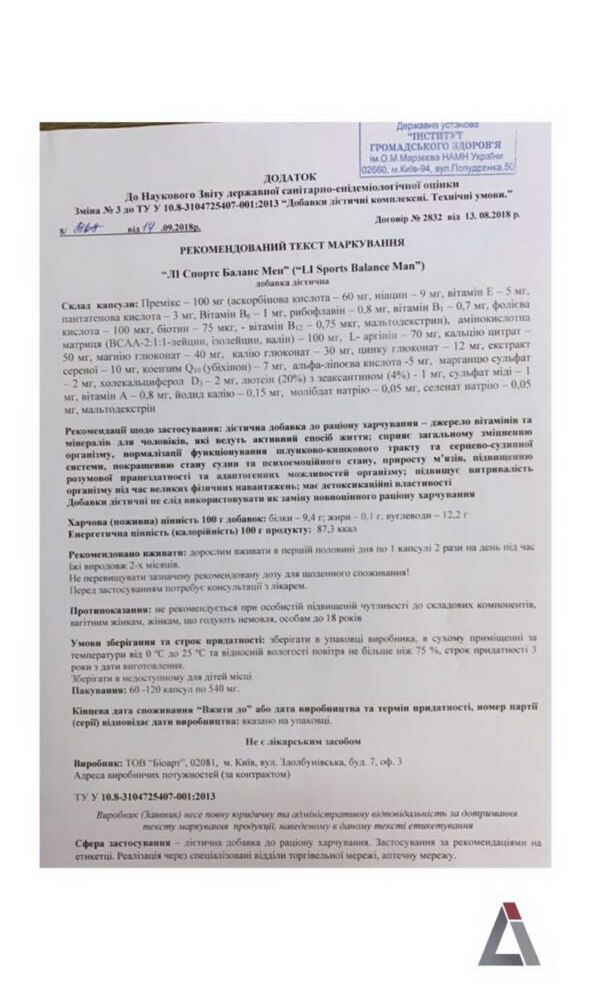 Державна установа
"ІНСТИТУТ
ГРОМАДСЬКОГО ЗДОРОВ'Я
ім.О.М.Марзєєва НАМН України
02660, м.Київ-94, вул.Попудренка,50
ДОДАТОК
До Наукового Звіту державної санітарно-епідеміологічної оцінки
Зміна № 3 до ТУ У 10.8-3104725407-001:2013 "Добавки дістичні комплексні. Технічні умови."
8/ від 14 .09.2018р. Договір № 2832 від 13. 08.2018 р.
РЕКОМЕНДОВАНИЙ ТЕКСТ МАРКУВАННЯ
"ЛІ Спортс Баланс Мен" ("LI Sports Balance Man")
добавка дієтична
Склад капсули: Премікс – 100 мг (аскорбінова кислота – 60 мг, ніацин – 9 мг, вітамін Е – 5 мг,
пантатенова кислота – 3 мг, Вітамін В6 – 1 мг, рибофлавін – 0,8 мг, вітамін В1 – 0,7 мг, фолієва
кислота – 100 мкг, біотин – 75 мкг, - вітамін В12 – 0,75 мкг, мальтодекстрин), амінокислотна
матриця (ВСАА-2:1:1-лейцин, ізолейцин, валін) – 100 мг, L- аргінін – 70 мг, кальцію цитрат –
50 мг, магнію глюконат – 40 мг, калію глюконат – 30 мг, цинку глюконат – 12 мг, екстракт
сереної – 10 мг, коензим Q10 (убіхінон) – 7 мг, альфа-ліпоєва кислота -5 мг, марганцю сульфат
– 2 мг, холекальциферол D3 – 2 мг, лютеїн (20%) з зеаксантином (4%) - 1 мг, сульфат міді – 1
мг, вітамін А – 0,8 мг, йодид калію – 0,15 мг, молібдат натрію – 0,05 мг, селенат натрію – 0,05
мг, мальтодекстрін
Рекомендації щодо застосування: дієтична добавка до раціону харчування – джерело вітамінів та
мінералів для чоловіків, які ведуть активний спосіб життя; сприяє загальному зміцненню
організму, нормалізації функціонування шлунково-кишкового тракту та серцево-судинної
системи, покращенню стану судин та психоемоційного стану, приросту м'язів, підвищенню
розумової працездатності та адаптогенних можливостей організму; підвищує витривалість
організму під час великих фізичних навантажень; має детоксикаційні властивості
Добавки дієтичні не слід використовувати як заміну повноцінного раціону харчування
Харчова (поживна) цінність 100 г добавок: білки – 9,4 г; жири – 0,1 г, вуглеводи – 12,2 г
Енергетична цінність (калорійність) 100 г продукту: 87,3 ккал
Рекомендовано вживати: дорослим вживати в першій половині дня по 1 капсулі 2 рази на день під час
їжі впродовж 2-х місяців.
Не перевищувати зазначену рекомендовану дозу для щоденного споживання!
Перед застосуванням потребує консультації з лікарем.
Протипоказання: не рекомендується при особистій підвищеній чутливості до складових компонентів,
вагітним жінкам, жінкам, що годують немовля, особам до 18 років
Умови зберігання та строк придатності: зберігати в упаковці виробника, в сухому приміщенні за
температури від 0 ºС до 25 ºС та відносній вологості повітря не більше ніж 75 %, строк придатності 3
роки з дати виготовлення.
Зберігати в недоступному для дітей місці
Пакування: 60 -120 капсул по 540 мг.
Кінцева дата споживання "Вжити до" або дата виробництва та термін придатності, номер партії
(серії) відповідає дати виробництва: вказано на упаковці.
Не є лікарським засобом
Виробник: ТОВ "Біоарт", 02081, м. Київ, вул. Здолбунівська, буд. 7, оф. 3
Адреса виробничих потужностей (за контрактом)
ТУ У 10.8-3104725407-001:2013
Виробник (Заявник) несе повну юридичну та адміністративну відповідальність за дотримання
тексту маркування продукції, наведеному в даному тексті етикетування
Сфера застосування – дієтична добавка до раціону харчування. Застосування за рекомендаціями на
етикетці. Реалізація через спеціалізовані відділи торгівельної мережі, аптечну мережу.